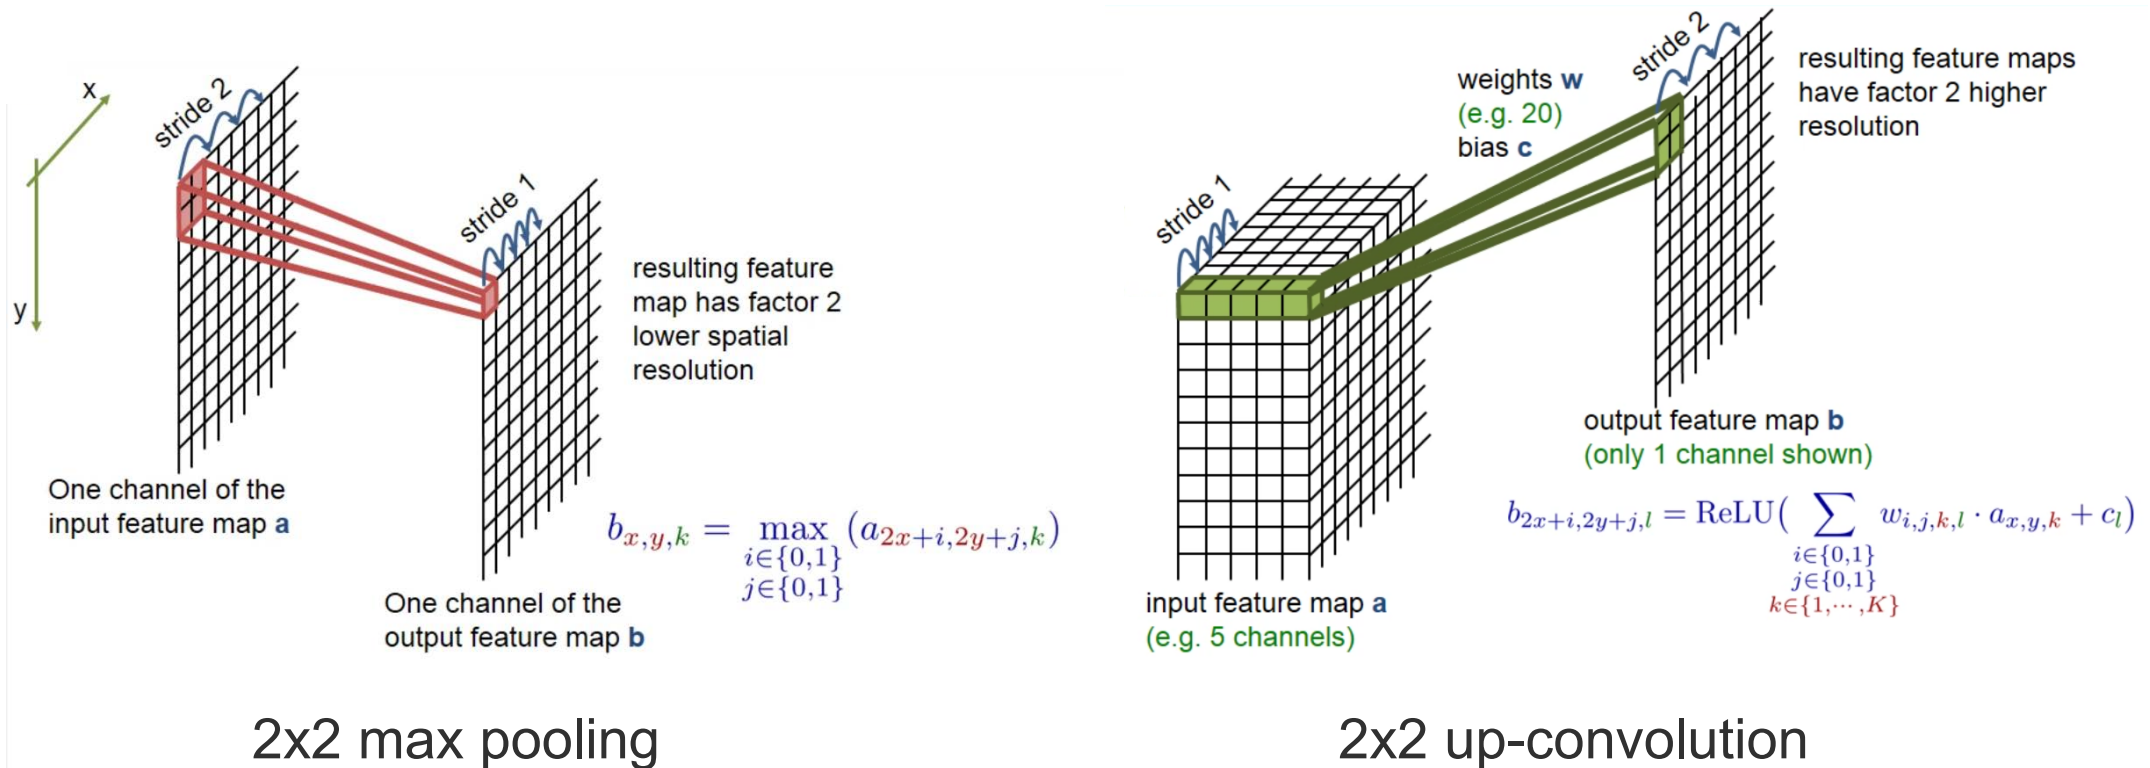 x
y
stride 2
stride 1
resulting feature
map has factor 2
lower spatial
resolution
One channel of the
input feature map a
b_{x,y,k} = max (a_{2x+i,2y+j,k})
i∈{0,1}
j∈{0,1}
One channel of the
output feature map b
2x2 max pooling
stride 1
weights w
(e.g. 20)
bias c
stride 2
resulting feature maps
have factor 2 higher
resolution
output feature map b
(only 1 channel shown)
b_{2x+i,2y+j,l} = ReLU( ∑ w_{i,j,k,l} · a_{x,y,k} + c_l)
i∈{0,1}
j∈{0,1}
k∈{1,⋯,K}
input feature map a
(e.g. 5 channels)
2x2 up-convolution